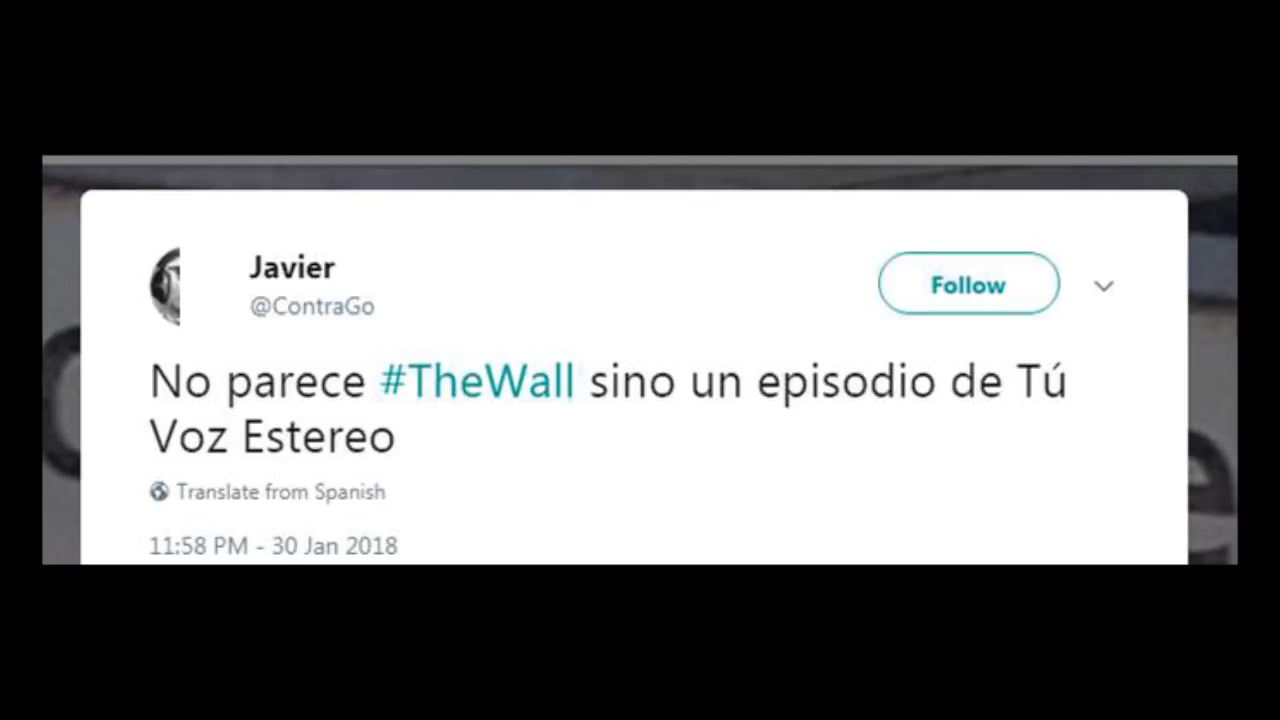 Javier
Follow
@ContraGo
No parece #TheWall sino un episodio de Tú
Voz Estereo
Translate from Spanish
11:58 PM - 30 Jan 2018